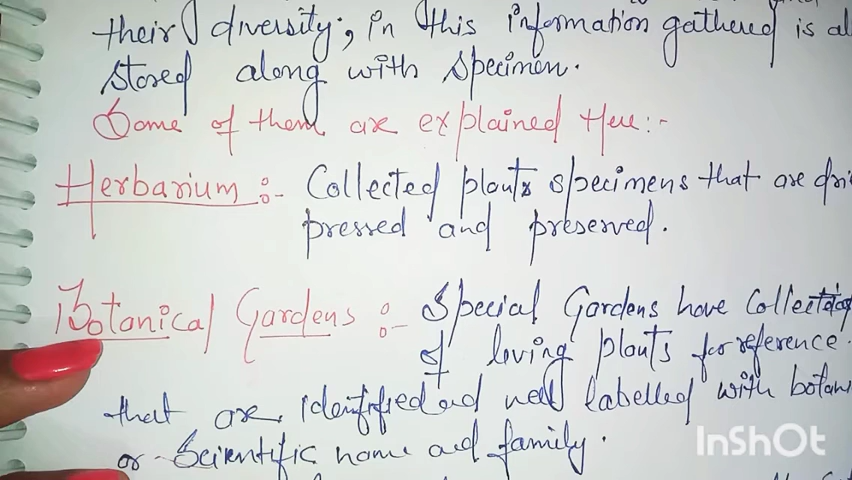 their diversity; in this information gathered is al
stored along with specimen.
Some of them are explained Here:-
Herbarium :- Collected plants specimens that are dri
pressed and preserved.
Botanical Gardens :- Special Gardens have collection
of living plants for reference.
that are identified and well labelled with botani
or Scientific name and family.
InShOt